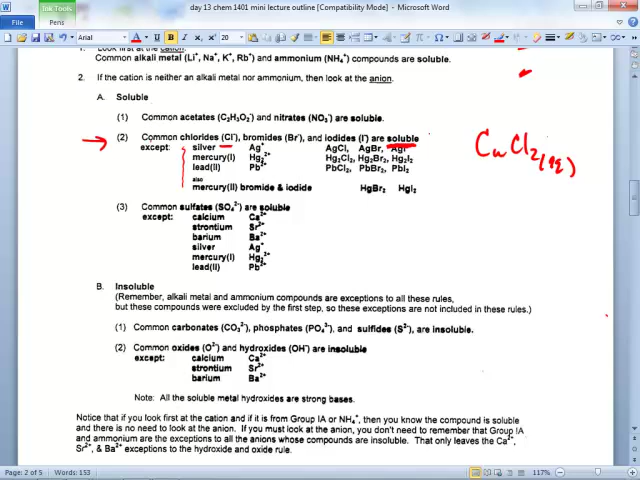 Ink Tools
day 13 chem 1401 mini lecture outline [Compatibility Mode] - Microsoft Word
File
Pens
Arial
20
1. Look first at the cation.
Common alkali metal (Li⁺, Na⁺, K⁺, Rb⁺) and ammonium (NH₄⁺) compounds are soluble.
2. If the cation is neither an alkali metal nor ammonium, then look at the anion.
A. Soluble
(1) Common acetates (C₂H₃O₂⁻) and nitrates (NO₃⁻) are soluble.
(2) Common chlorides (Cl⁻), bromides (Br⁻), and iodides (I⁻) are soluble
except: silver Ag⁺ AgCl, AgBr, AgI
mercury(I) Hg₂²⁺ Hg₂Cl₂, Hg₂Br₂, Hg₂I₂
lead(II) Pb²⁺ PbCl₂, PbBr₂, PbI₂
also
mercury(II) bromide & iodide HgBr₂ HgI₂
CuCl₂(aq)
(3) Common sulfates (SO₄²⁻) are soluble
except: calcium Ca²⁺
strontium Sr²⁺
barium Ba²⁺
silver Ag⁺
mercury(I) Hg₂²⁺
lead(II) Pb²⁺
B. Insoluble
(Remember, alkali metal and ammonium compounds are exceptions to all these rules,
but these compounds were excluded by the first step, so these exceptions are not included in these rules.)
(1) Common carbonates (CO₃²⁻), phosphates (PO₄³⁻), and sulfides (S²⁻), are insoluble.
(2) Common oxides (O²⁻) and hydroxides (OH⁻) are insoluble
except: calcium Ca²⁺
strontium Sr²⁺
barium Ba²⁺
Note: All the soluble metal hydroxides are strong bases.
Notice that if you look first at the cation and if it is from Group IA or NH₄⁺, then you know the compound is soluble
and there is no need to look at the anion. If you must look at the anion, you don't need to remember that Group IA
and ammonium are the exceptions to all the anions whose compounds are insoluble. That only leaves the Ca²⁺,
Sr²⁺, & Ba²⁺ exceptions to the hydroxide and oxide rule.
Page: 2 of 5
Words: 153
117%